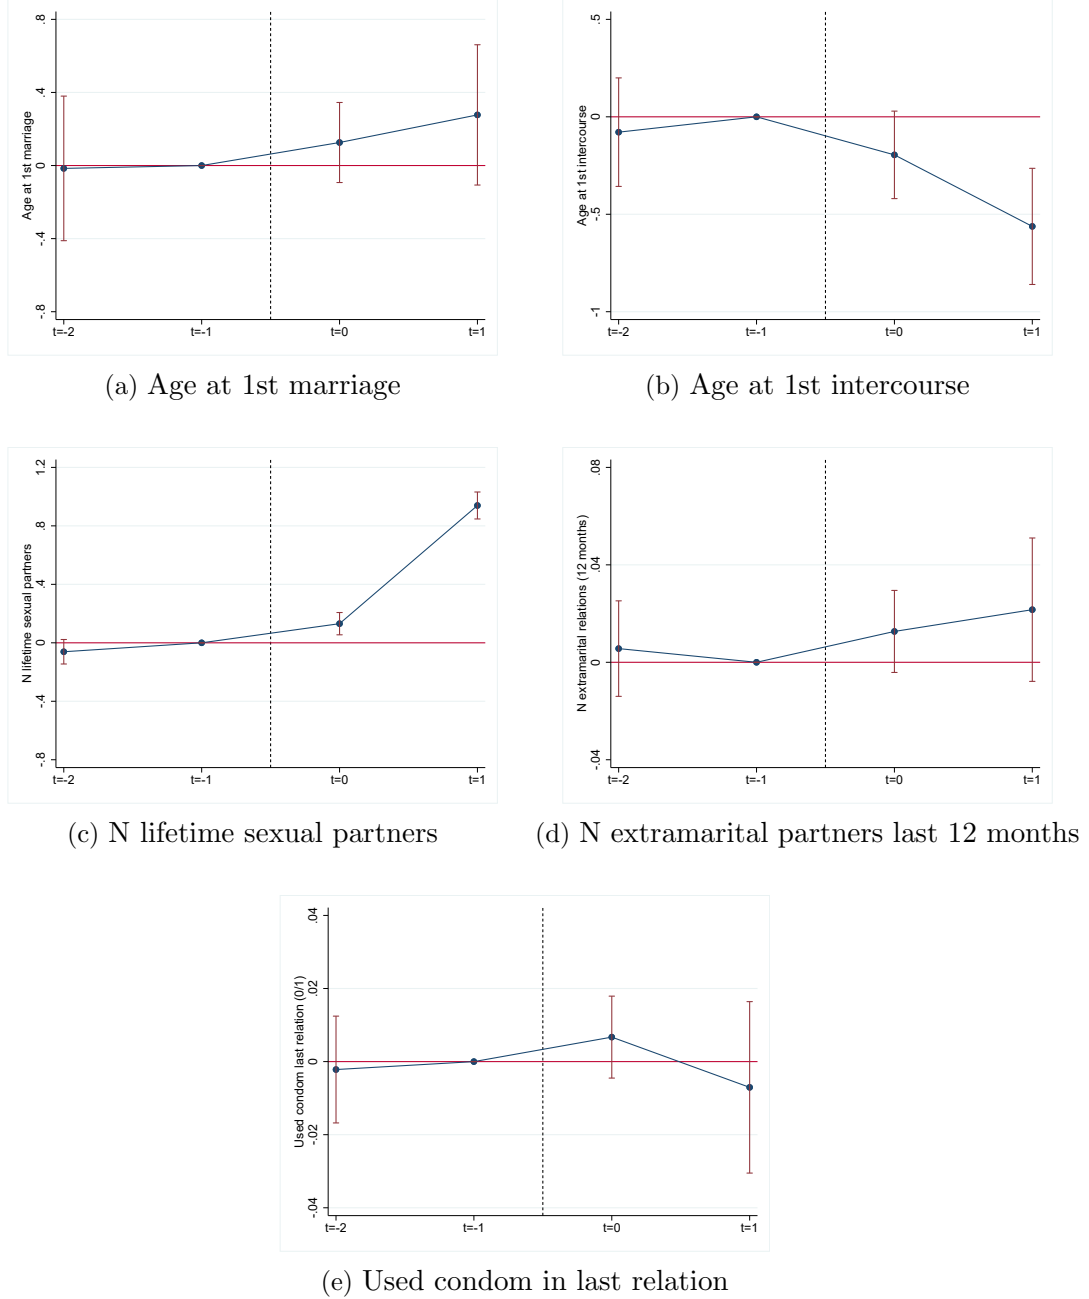 Age at 1st marriage
.8
.4
0
-.4
-.8
t=-2 t=-1 t=0 t=1
(a) Age at 1st marriage
Age at 1st intercourse
.5
0
-.5
-1
t=-2 t=-1 t=0 t=1
(b) Age at 1st intercourse
N lifetime sexual partners
1.2
.8
.4
0
-.4
-.8
t=-2 t=-1 t=0 t=1
(c) N lifetime sexual partners
N extramarital relations (12 months)
.08
.04
0
-.04
t=-2 t=-1 t=0 t=1
(d) N extramarital partners last 12 months
Used condom last relation (0/1)
.04
.02
0
-.02
-.04
t=-2 t=-1 t=0 t=1
(e) Used condom in last relation